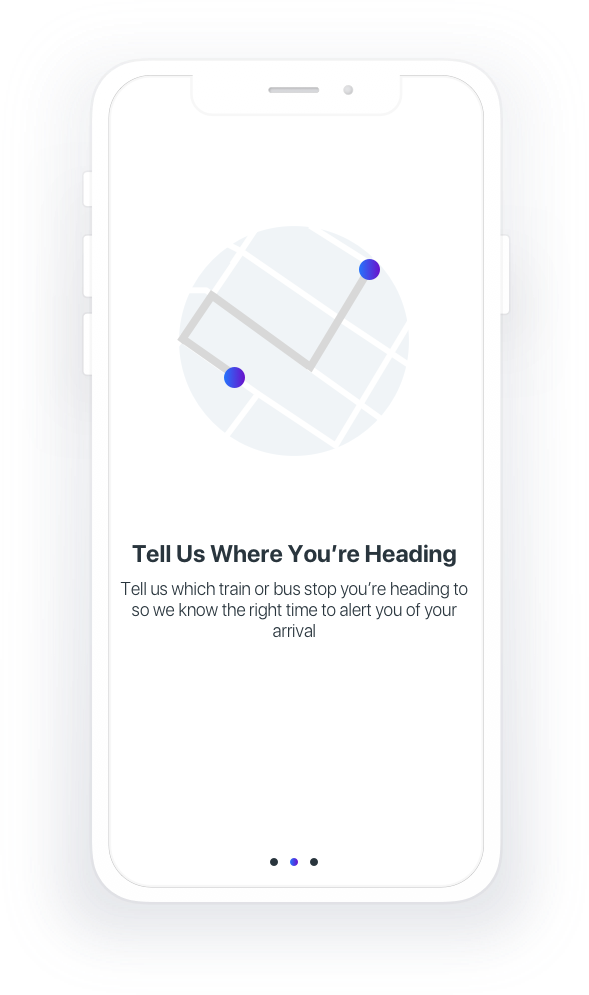 Tell Us Where You’re Heading
Tell us which train or bus stop you’re heading to
so we know the right time to alert you of your
arrival